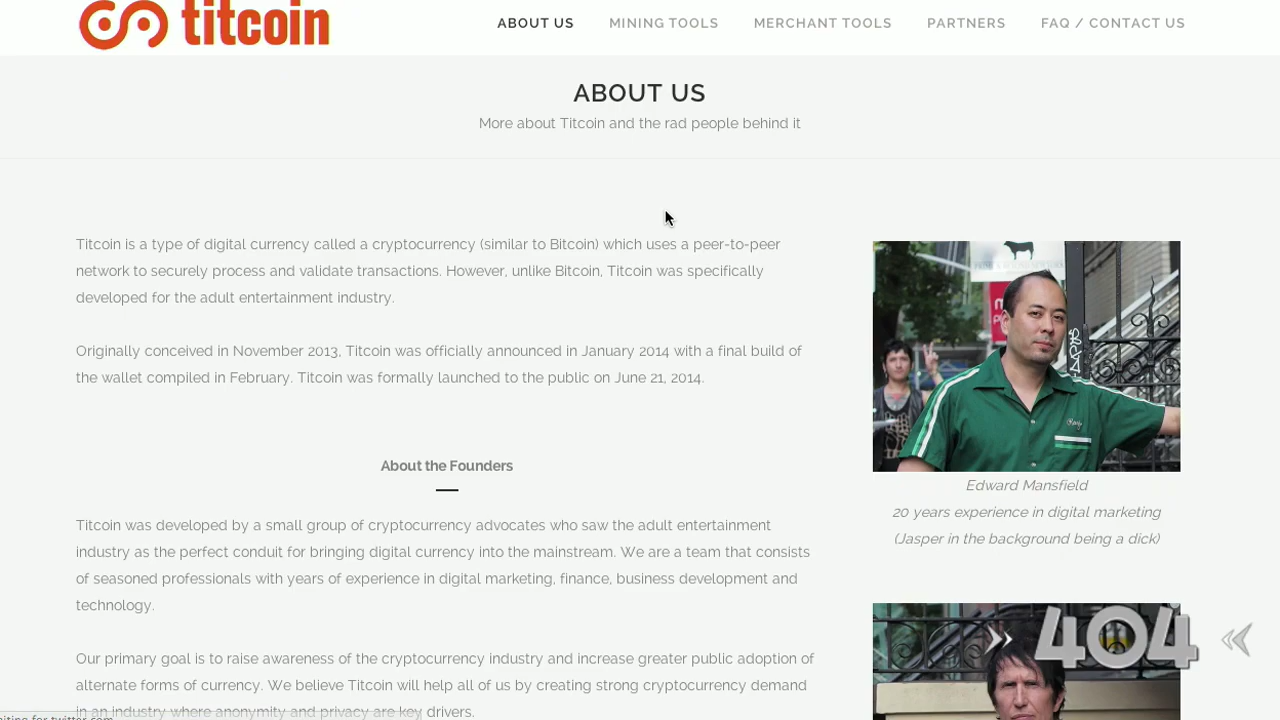 titcoin
ABOUT US
MINING TOOLS
MERCHANT TOOLS
PARTNERS
FAQ / CONTACT US
ABOUT US
More about Titcoin and the rad people behind it
Titcoin is a type of digital currency called a cryptocurrency (similar to Bitcoin) which uses a peer-to-peer
network to securely process and validate transactions. However, unlike Bitcoin, Titcoin was specifically
developed for the adult entertainment industry.
Originally conceived in November 2013, Titcoin was officially announced in January 2014 with a final build of
the wallet compiled in February. Titcoin was formally launched to the public on June 21, 2014.
About the Founders
Titcoin was developed by a small group of cryptocurrency advocates who saw the adult entertainment
industry as the perfect conduit for bringing digital currency into the mainstream. We are a team that consists
of seasoned professionals with years of experience in digital marketing, finance, business development and
technology.
Our primary goal is to raise awareness of the cryptocurrency industry and increase greater public adoption of
alternate forms of currency. We believe Titcoin will help all of us by creating strong cryptocurrency demand
in an industry where anonymity and privacy are key drivers.
Edward Mansfield
20 years experience in digital marketing
(Jasper in the background being a dick)
404